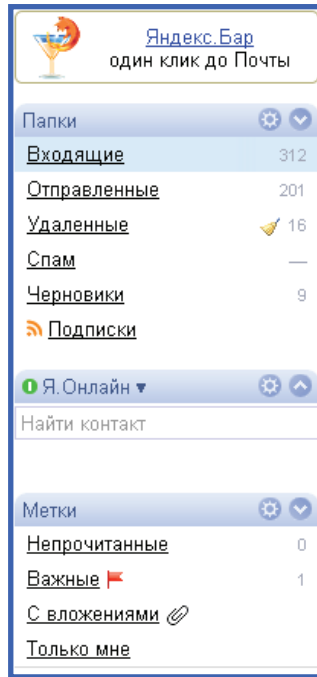 Яндекс.Бар
один клик до Почты
Папки
Входящие 312
Отправленные 201
Удаленные 16
Спам —
Черновики 9
Подписки
Я.Онлайн ▾
Найти контакт
Метки
Непрочитанные 0
Важные 1
С вложениями
Только мне